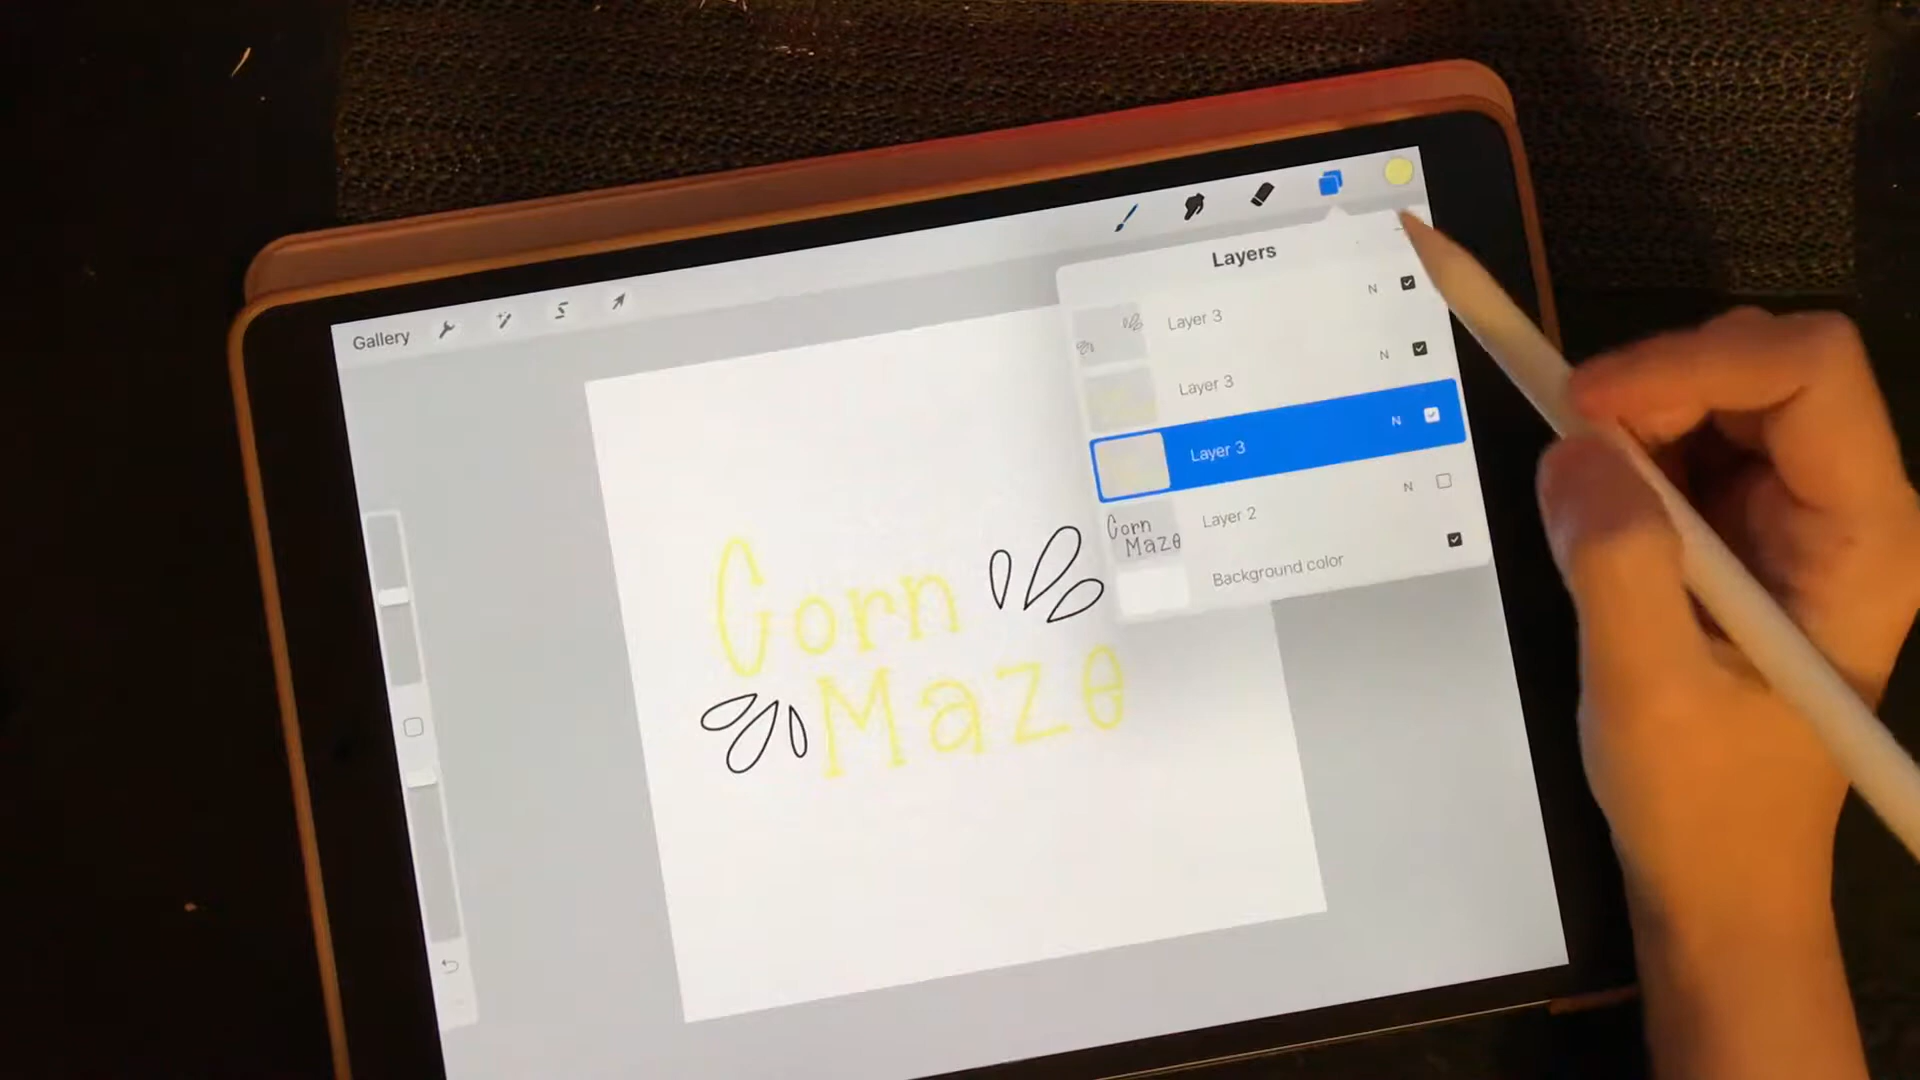 Gallery
Layers
Layer 3
N
Layer 3
N
Layer 3
N
Layer 2
N
Corn
Maze
Background color
Corn
Maze